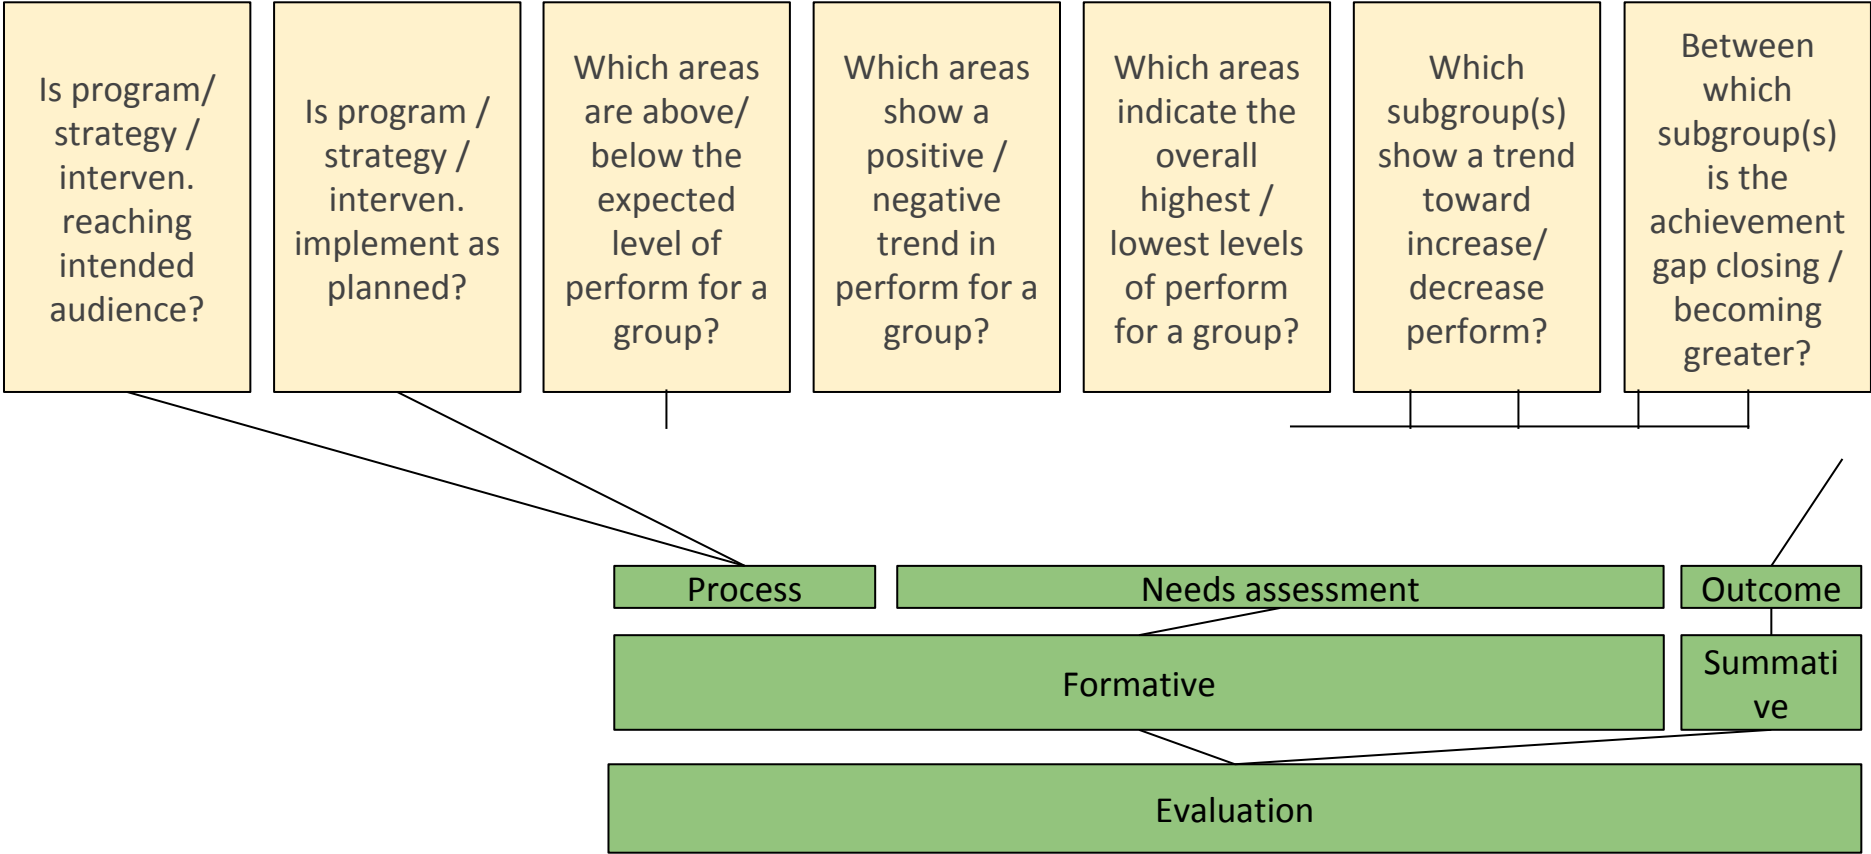 Is program/
strategy /
interven.
reaching
intended
audience?
Is program /
strategy /
interven.
implement as
planned?
Which areas
are above/
below the
expected
level of
perform for a
group?
Which areas
show a
positive /
negative
trend in
perform for a
group?
Which areas
indicate the
overall
highest /
lowest levels
of perform
for a group?
Which
subgroup(s)
show a trend
toward
increase/
decrease
perform?
Between
which
subgroup(s)
is the
achievement
gap closing /
becoming
greater?
Process
Needs assessment
Outcome
Formative
Summati
ve
Evaluation